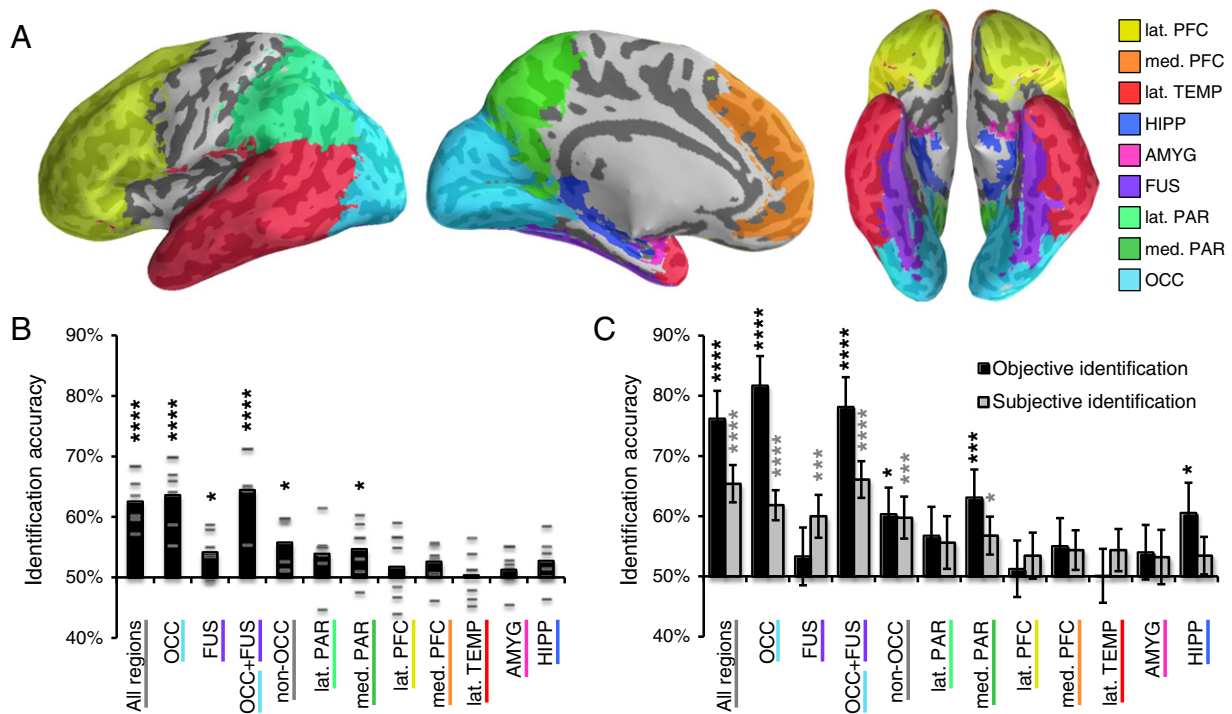 A
lat. PFC
med. PFC
lat. TEMP
HIPP
AMYG
FUS
lat. PAR
med. PAR
OCC
B
Identification accuracy
90%
80%
70%
60%
50%
40%
****
****
*
****
*
*
All regions
OCC
FUS
OCC+FUS
non-OCC
lat. PAR
med. PAR
lat. PFC
med. PFC
lat. TEMP
AMYG
HIPP
C
Objective identification
Subjective identification
Identification accuracy
90%
80%
70%
60%
50%
40%
****
****
****
****
***
****
****
*
***
***
*
*
All regions
OCC
FUS
OCC+FUS
non-OCC
lat. PAR
med. PAR
lat. PFC
med. PFC
lat. TEMP
AMYG
HIPP